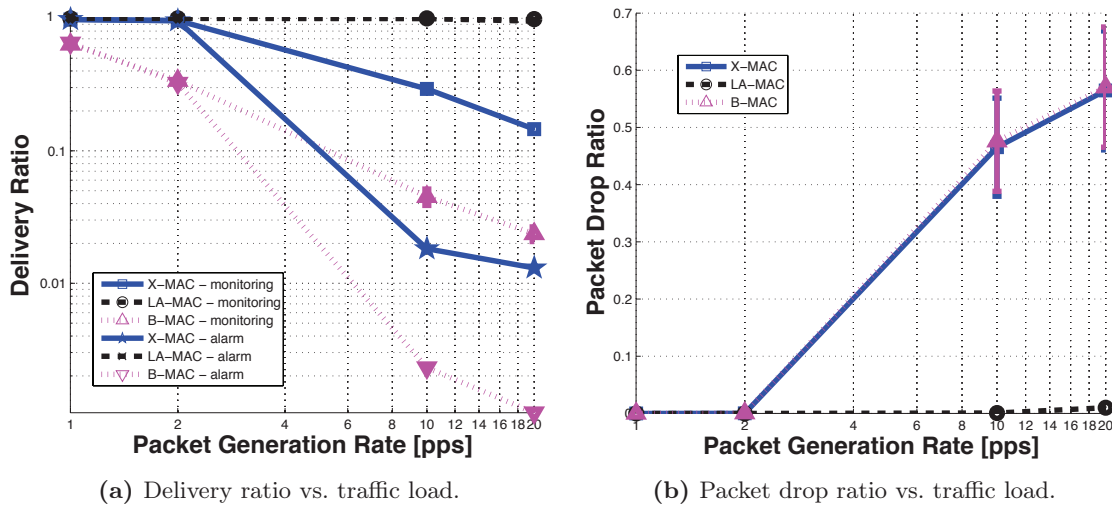 1
0.1
0.01
Delivery Ratio
X–MAC – monitoring
LA–MAC – monitoring
B–MAC – monitoring
X–MAC – alarm
LA–MAC – alarm
B–MAC – alarm
1 2 4 6 8 10 12 14 16 18 20
Packet Generation Rate [pps]
(a) Delivery ratio vs. traffic load.
0.7
0.6
0.5
0.4
0.3
0.2
0.1
0
Packet Drop Ratio
X–MAC
LA–MAC
B–MAC
1 2 4 6 8 10 12 14 16 18 20
Packet Generation Rate [pps]
(b) Packet drop ratio vs. traffic load.